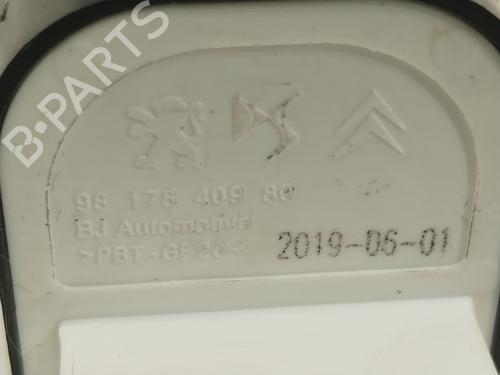 B-PARTS
98 178 409 80
BJ Automotive
>PBT-GF20<
2019-06-01